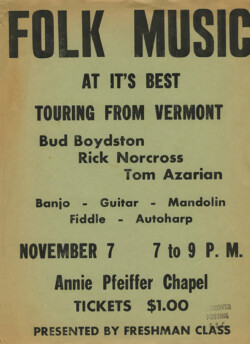 FOLK MUSIC
AT IT'S BEST
TOURING FROM VERMONT
Bud Boydston
Rick Norcross
Tom Azarian
Banjo - Guitar - Mandolin
Fiddle - Autoharp
NOVEMBER 7 7 to 9 P. M.
Annie Pfeiffer Chapel
TICKETS $1.00
PRESENTED BY FRESHMAN CLASS